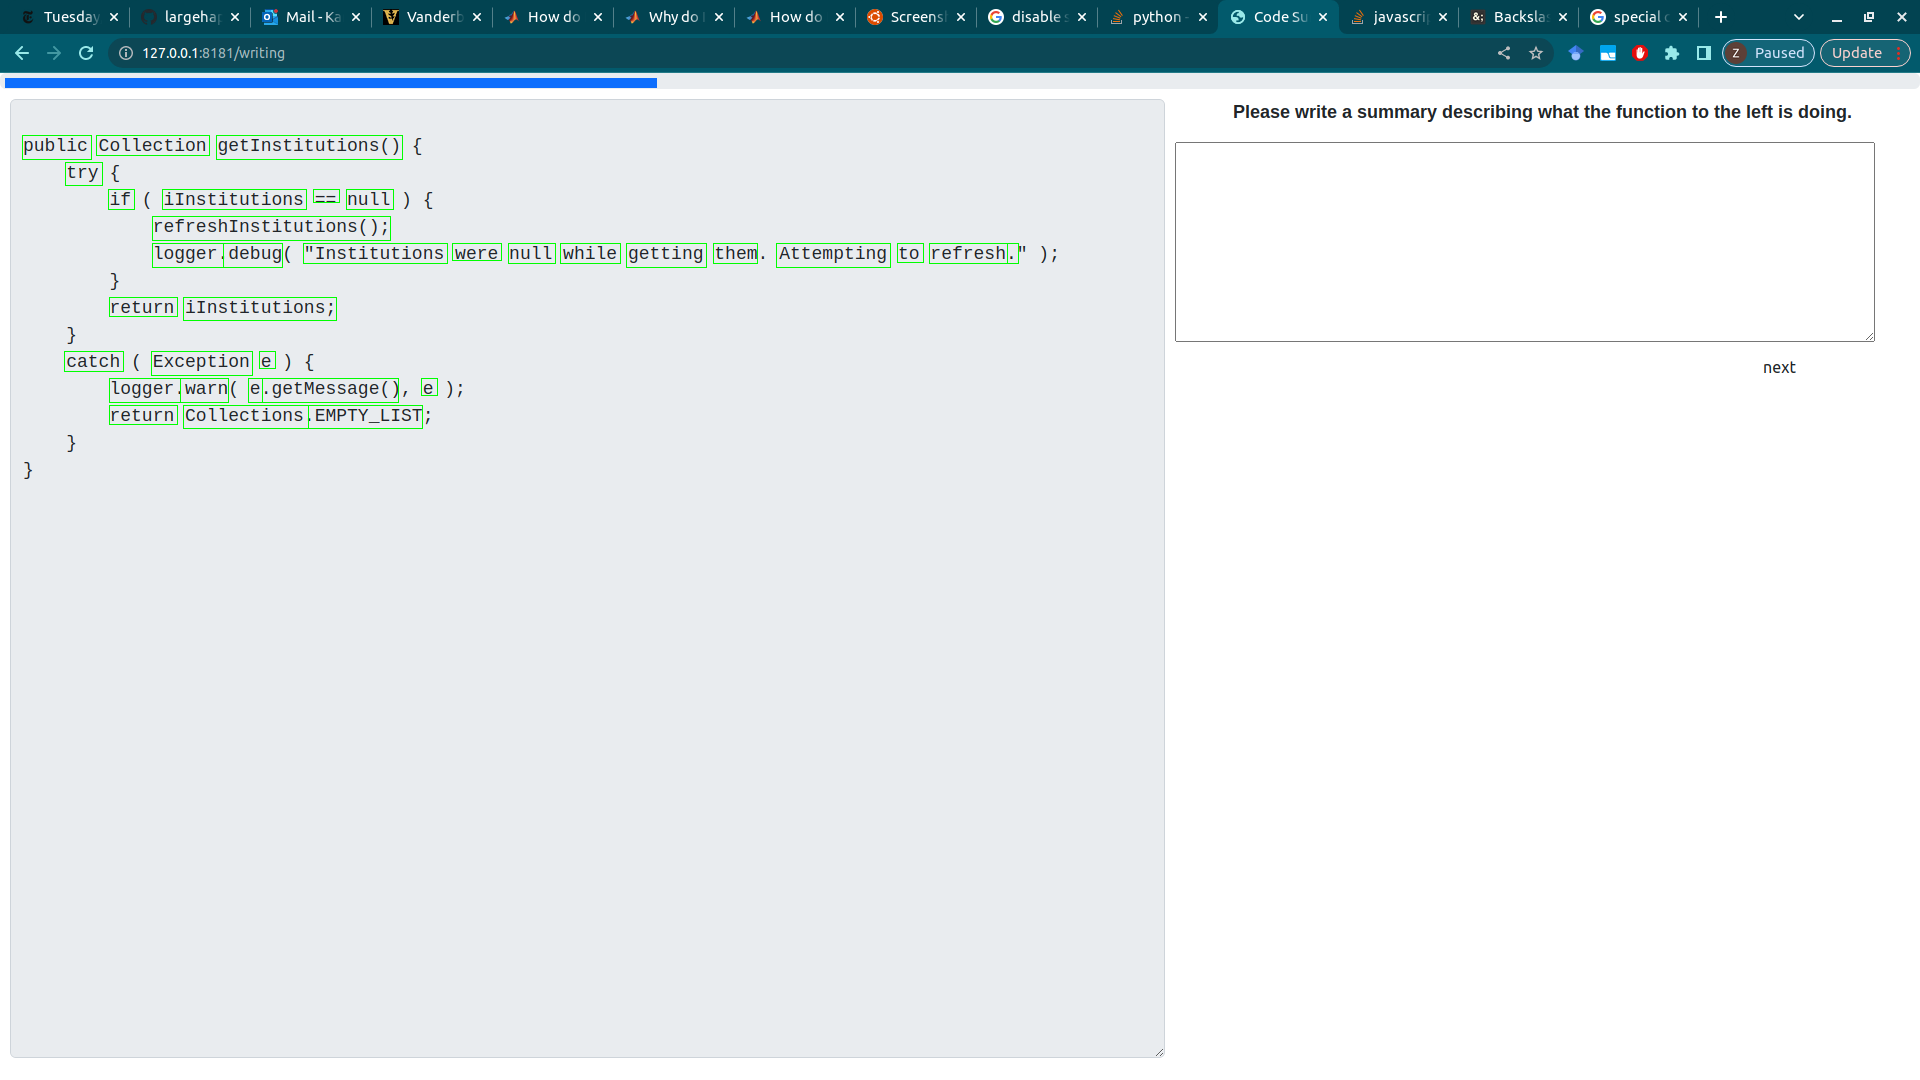 Tuesday
largehap
Mail - Ka
Vanderb
How do
Why do
How do
Screens
disable s
python -
Code Su
javascrip
Backsla
special c
127.0.0.1:8181/writing
Z Paused
Update
Please write a summary describing what the function to the left is doing.
public Collection getInstitutions() {
try {
if ( iInstitutions == null ) {
refreshInstitutions();
logger.debug( "Institutions were null while getting them. Attempting to refresh." );
}
return iInstitutions;
}
catch ( Exception e ) {
logger.warn( e.getMessage(), e );
return Collections.EMPTY_LIST;
}
}
next